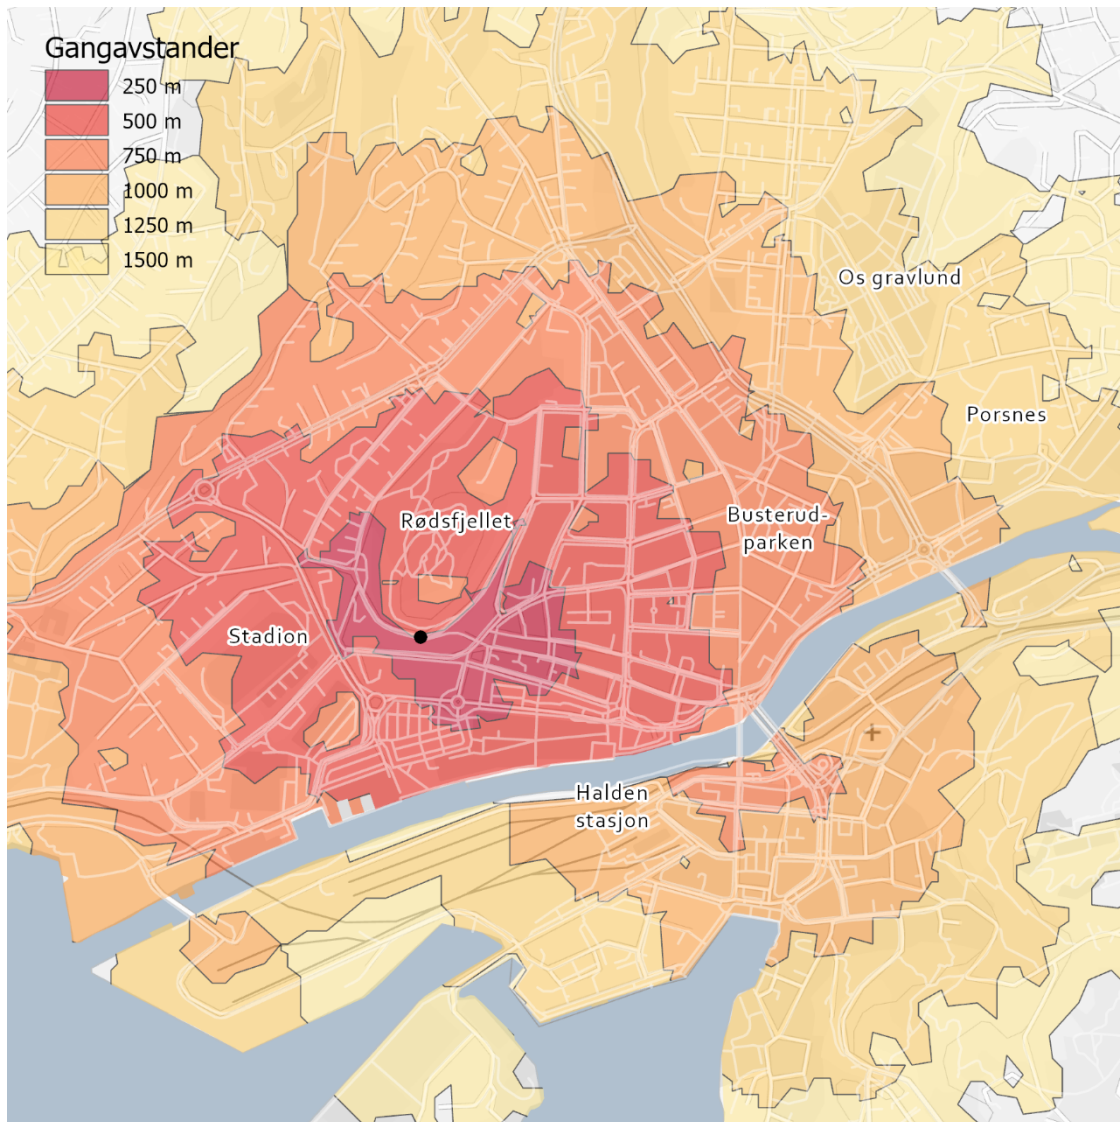 Gangavstander
250 m
500 m
750 m
1000 m
1250 m
1500 m
Os gravlund
Porsnes
Rødsfjellet
Busterud-
parken
Stadion
Halden
stasjon